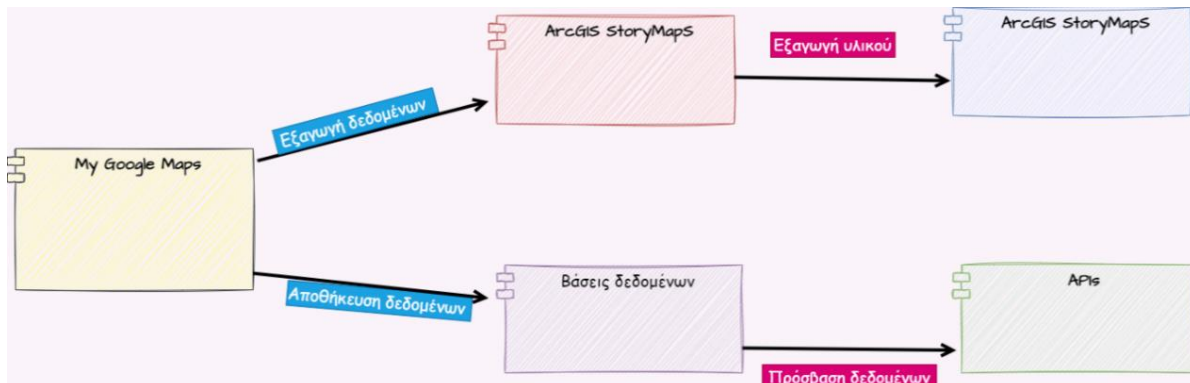 ArcGIS StoryMapS
Εξαγωγή υλικού
ArcGIS StoryMapS
Εξαγωγή δεδομένων
My Google Maps
Αποθήκευση δεδομένων
Βάσεις δεδομένων
APIs
Πρόσβαση δεδομένων